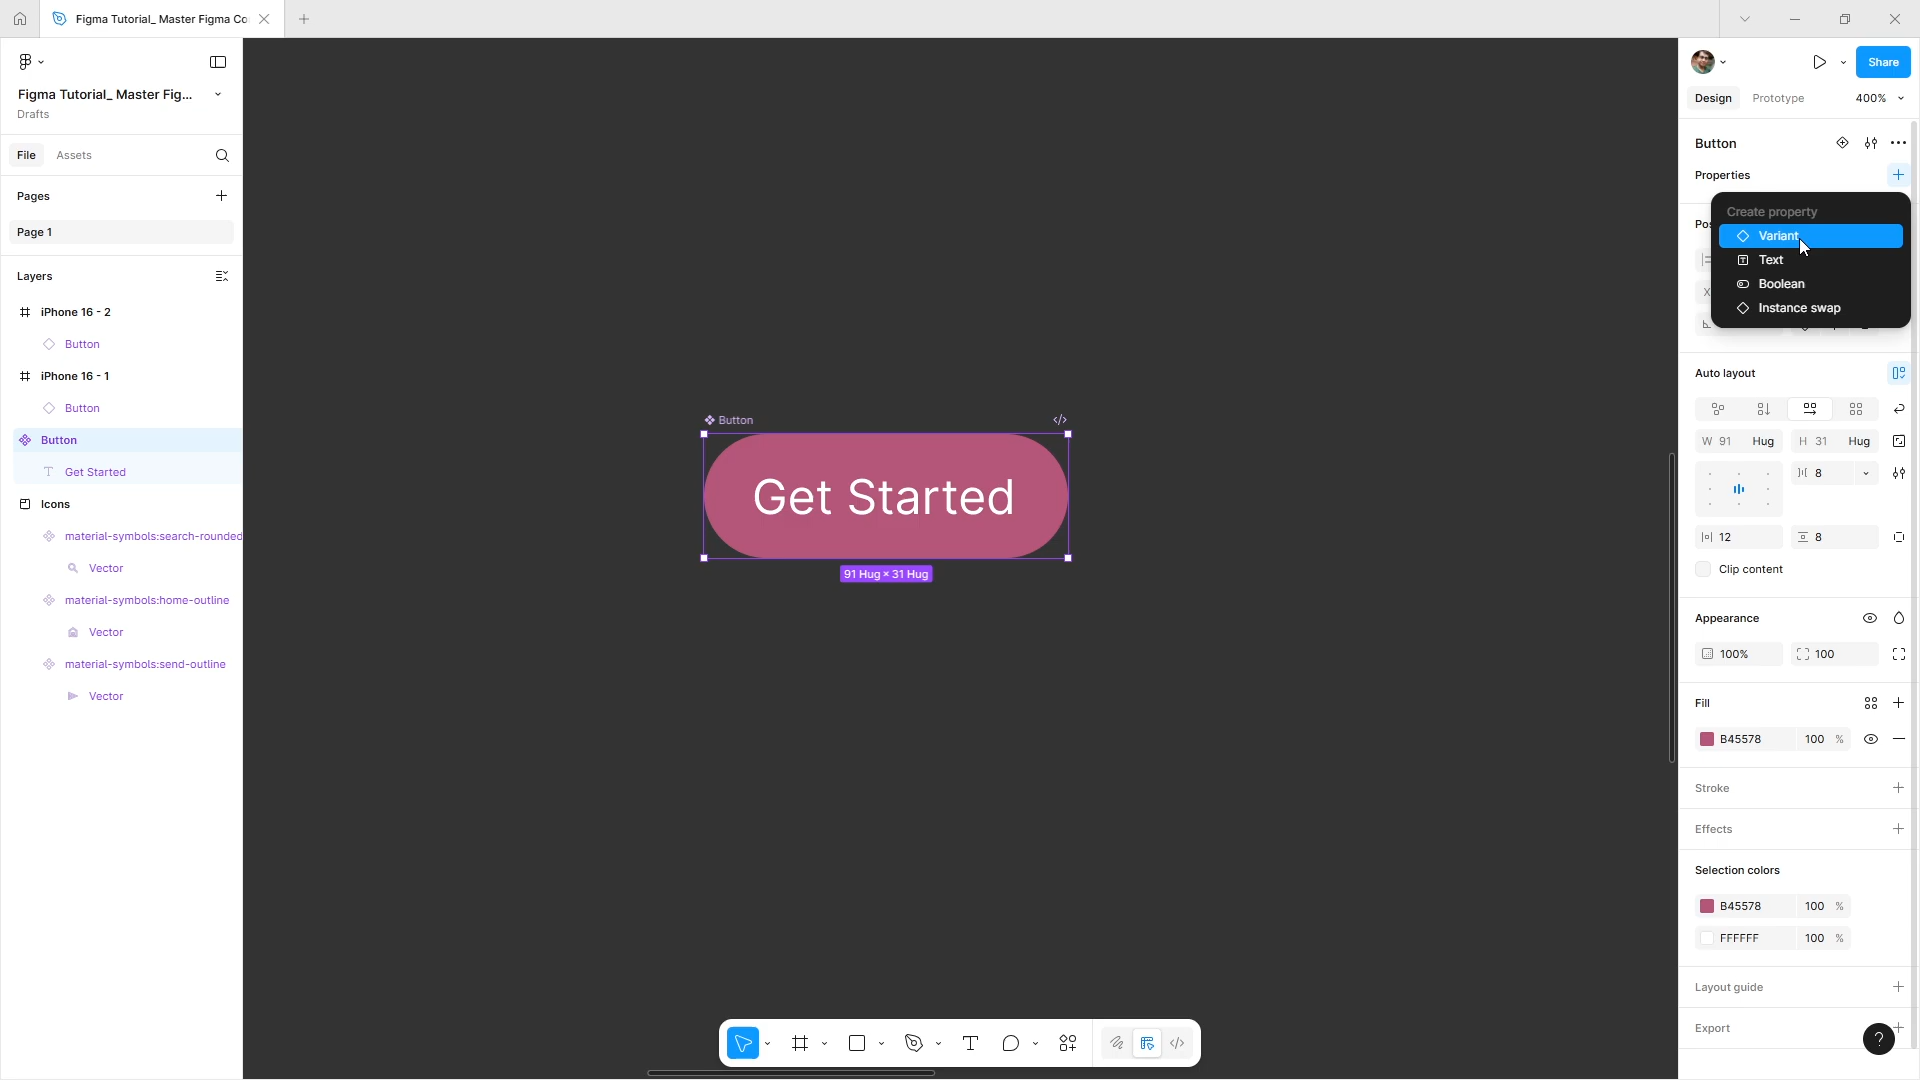 Figma Tutorial_ Master Figma Co
Figma Tutorial_ Master Fig...
Drafts
File
Assets
Pages
Page 1
Layers
iPhone 16 - 2
Button
iPhone 16 - 1
Button
Button
Get Started
Icons
material-symbols:search-rounded
Vector
material-symbols:home-outline
Vector
material-symbols:send-outline
Vector
Button
Get Started
91 Hug × 31 Hug
Share
Design
Prototype
400%
Button
Properties
Create property
Variant
Text
Boolean
Instance swap
Pos
X
Auto layout
W 91 Hug
H 31 Hug
8
12
8
Clip content
Appearance
100%
100
Fill
B45578 100 %
Stroke
Effects
Selection colors
B45578 100 %
FFFFFF 100 %
Layout guide
Export
?